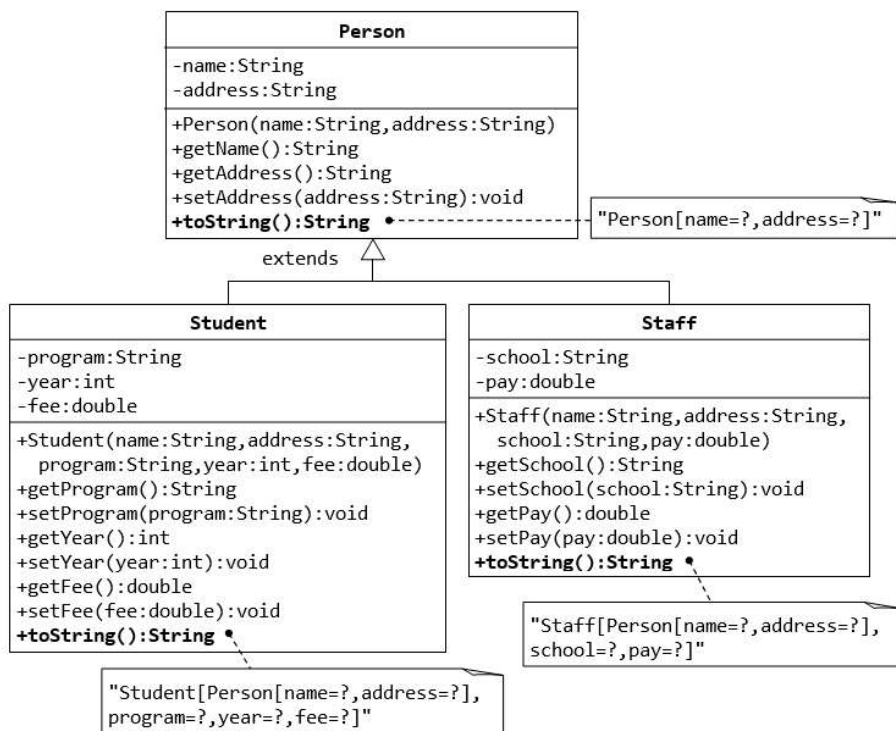 Person
-name:String
-address:String
+Person(name:String,address:String)
+getName():String
+getAddress():String
+setAddress(address:String):void
+toString():String
"Person[name=?,address=?]"
extends
Student
-program:String
-year:int
-fee:double
+Student(name:String,address:String,
program:String,year:int,fee:double)
+getProgram():String
+setProgram(program:String):void
+getYear():int
+setYear(year:int):void
+getFee():double
+setFee(fee:double):void
+toString():String
"Student[Person[name=?,address=?],
program=?,year=?,fee=?]"
Staff
-school:String
-pay:double
+Staff(name:String,address:String,
school:String,pay:double)
+getSchool():String
+setSchool(school:String):void
+getPay():double
+setPay(pay:double):void
+toString():String
"Staff[Person[name=?,address=?],
school=?,pay=?]"